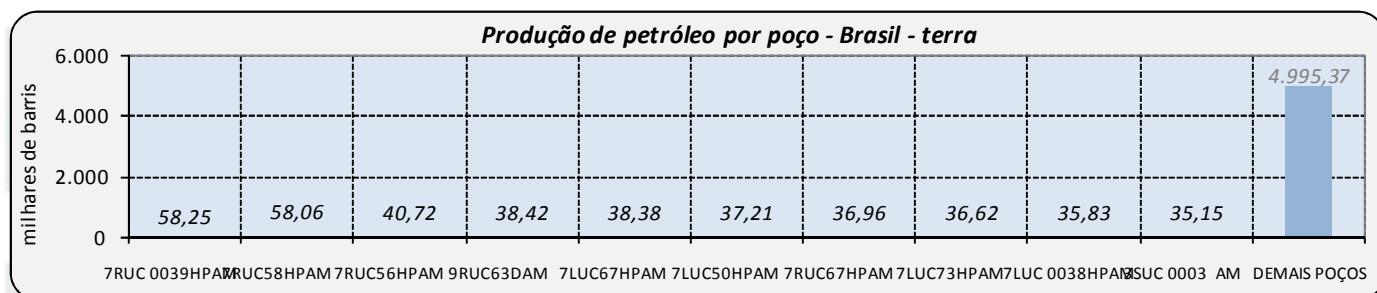 Produção de petróleo por poço - Brasil - terra
milhares de barris
6.000
4.000
2.000
0
4.995,37
58,25 58,06 40,72 38,42 38,38 37,21 36,96 36,62 35,83 35,15
7RUC 0039HPAM 7RUC58HPAM 7RUC56HPAM 9RUC63DAM 7LUC67HPAM 7LUC50HPAM 7RUC67HPAM 7LUC73HPAM 7LUC 0038HPAM 3SUC 0003 AM DEMAIS POÇOS